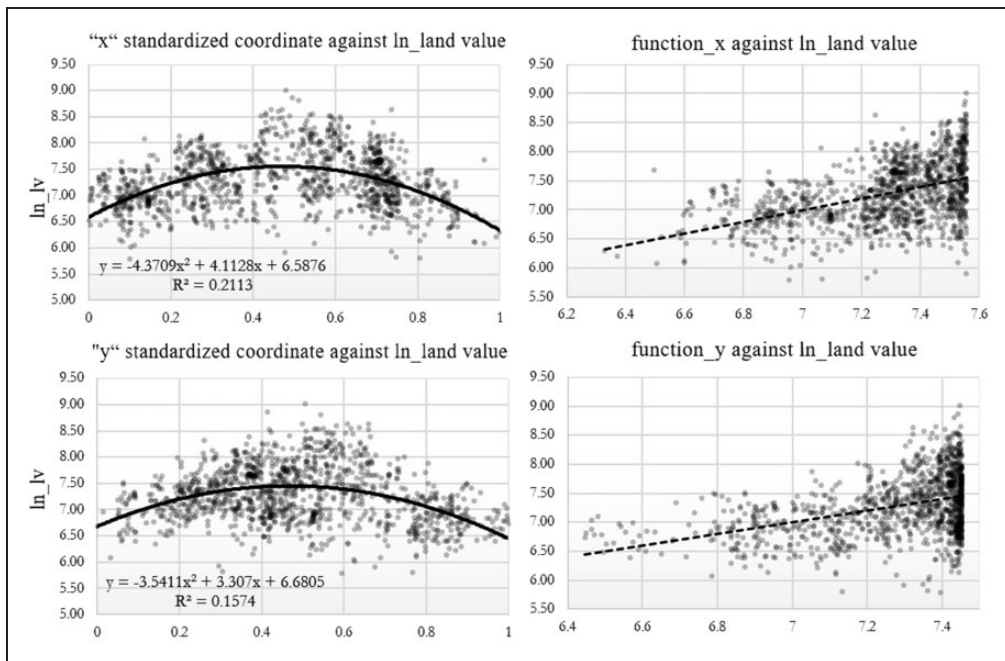 “x“ standardized coordinate against ln_land value
9.50
9.00
8.50
8.00
7.50
7.00
6.50
6.00
5.50
5.00
ln_lv
y = -4.3709x² + 4.1128x + 6.5876
R² = 0.2113
0 0.2 0.4 0.6 0.8 1
function_x against ln_land value
9.50
9.00
8.50
8.00
7.50
7.00
6.50
6.00
5.50
6.2 6.4 6.6 6.8 7 7.2 7.4 7.6
"y“ standardized coordinate against ln_land value
9.50
9.00
8.50
8.00
7.50
7.00
6.50
6.00
5.50
5.00
ln_lv
y = -3.5411x² + 3.307x + 6.6805
R² = 0.1574
0 0.2 0.4 0.6 0.8 1
function_y against ln_land value
9.50
9.00
8.50
8.00
7.50
7.00
6.50
6.00
5.50
6.4 6.6 6.8 7 7.2 7.4